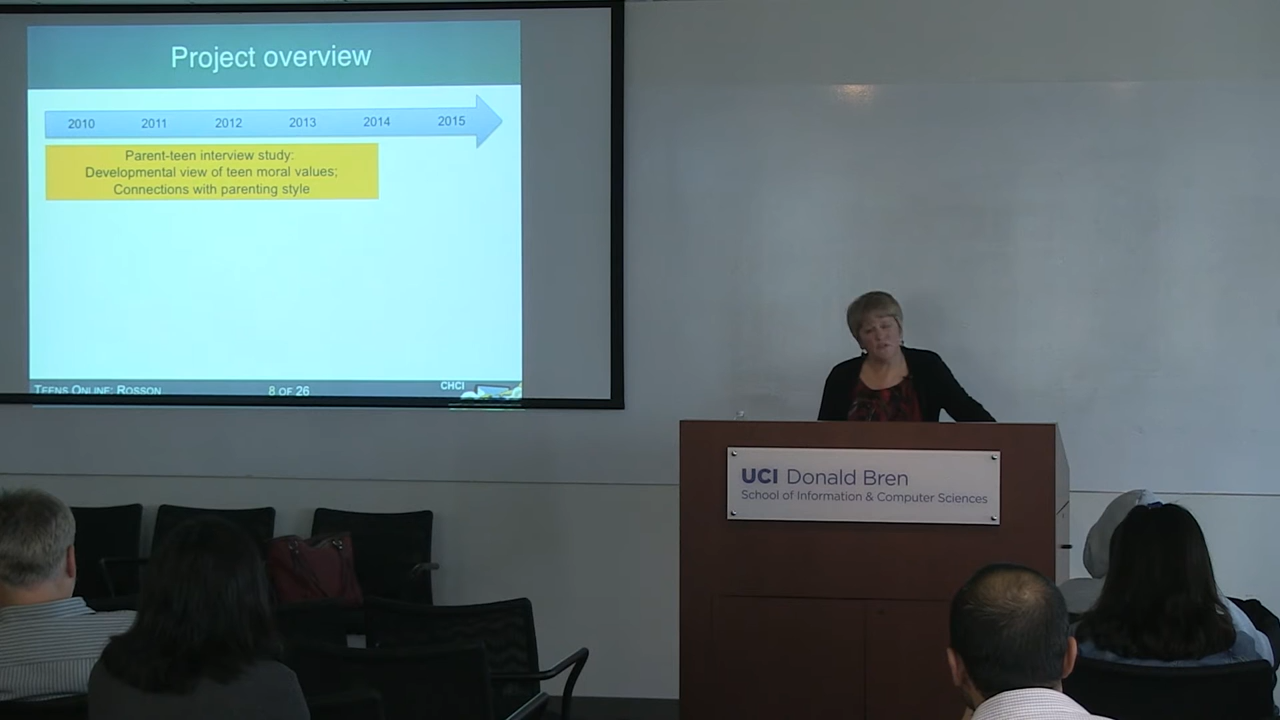 Project overview
2010 2011 2012 2013 2014 2015
Parent-teen interview study:
Developmental view of teen moral values;
Connections with parenting style
TEENS ONLINE: ROSSON 8 OF 26 CHCI
UCI Donald Bren
School of Information & Computer Sciences